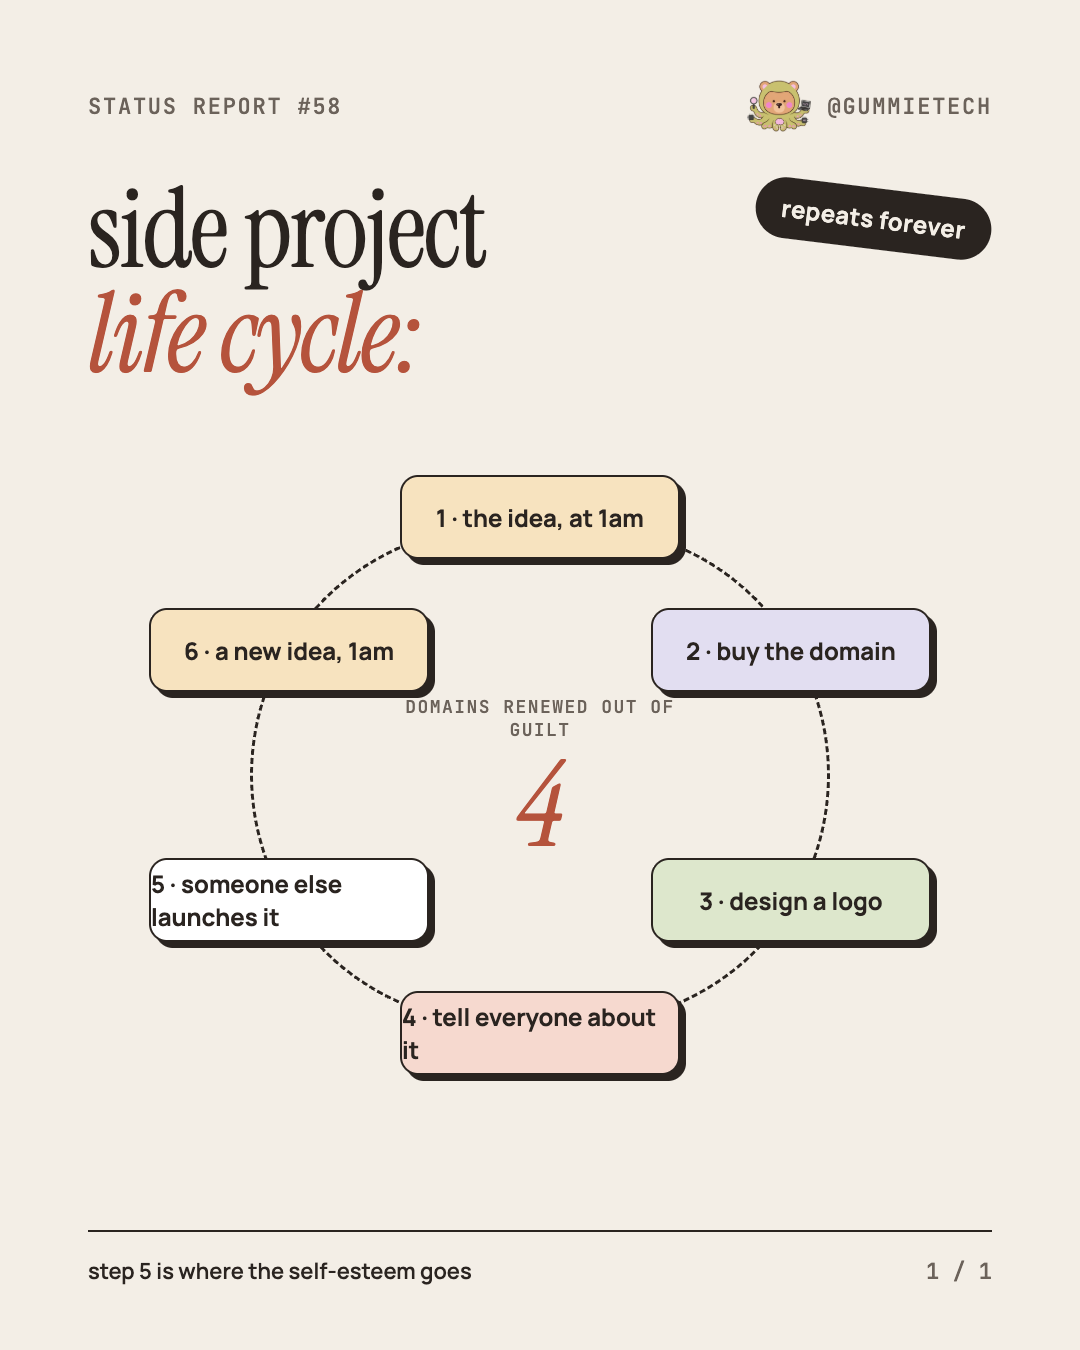 STATUS REPORT #58
@GUMMIETECH
side project
life cycle:
repeats forever
1 · the idea, at 1am
6 · a new idea, 1am
2 · buy the domain
DOMAINS RENEWED OUT OF
GUILT
4
5 · someone else
launches it
3 · design a logo
4 · tell everyone about
it
step 5 is where the self-esteem goes
1 / 1